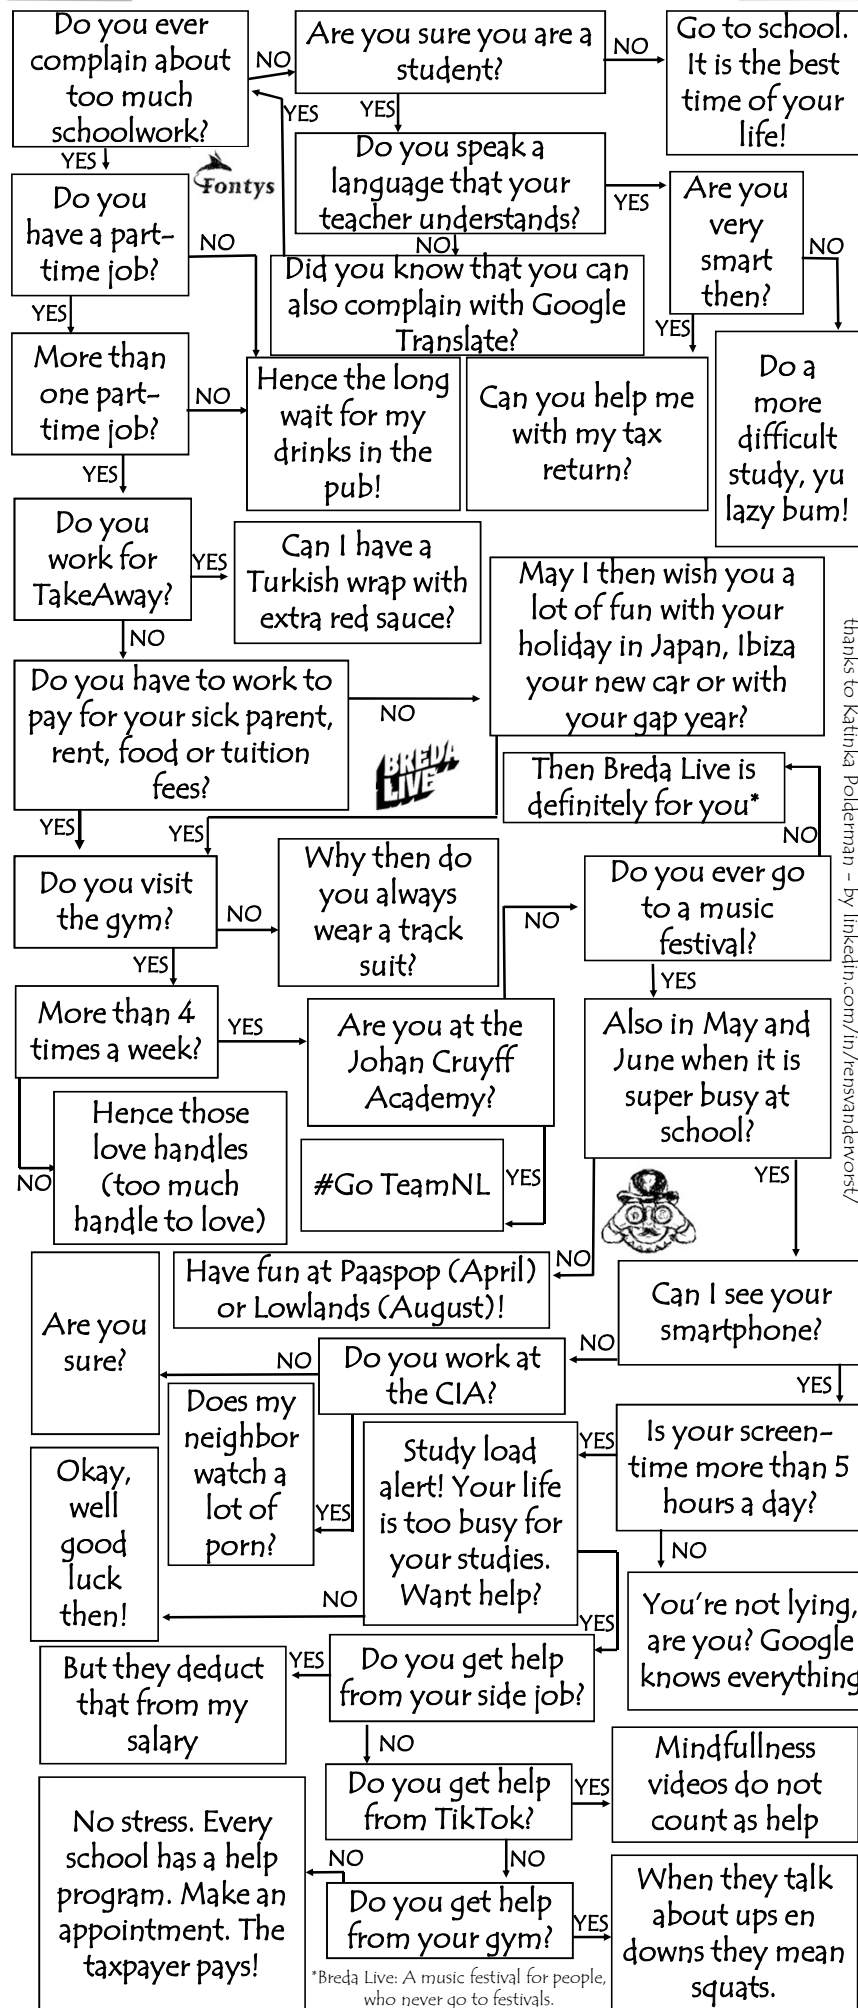 Do you ever
complain about
too much
schoolwork?
NO
Are you sure you are a
student?
NO
Go to school.
It is the best
time of your
life!
YES
YES
YES
Fontys
Do you speak a
language that your
teacher understands?
YES
Are you
very
smart
then?
NO
Do you
have a part-
time job?
NO
NO
Did you know that you can
also complain with Google
Translate?
YES
YES
More than
one part-
time job?
NO
Hence the long
wait for my
drinks in the
pub!
Can you help me
with my tax
return?
Do a
more
difficult
study, yu
lazy bum!
YES
Do you
work for
TakeAway?
YES
Can I have a
Turkish wrap with
extra red sauce?
May I then wish you a
lot of fun with your
holiday in Japan, Ibiza
your new car or with
your gap year?
NO
Do you have to work to
pay for your sick parent,
rent, food or tuition
fees?
NO
BREDA
LIVE
Then Breda Live is
definitely for you*
thanks to Katinka Polderman - by linkedin.com/in/rensvandervorst/
YES
YES
NO
Do you visit
the gym?
NO
Why then do
you always
wear a track
suit?
NO
Do you ever go
to a music
festival?
YES
YES
More than 4
times a week?
YES
Are you at the
Johan Cruyff
Academy?
Also in May and
June when it is
super busy at
school?
NO
Hence those
love handles
(too much
handle to love)
#Go TeamNL
YES
YES
NO
Have fun at Paaspop (April)
or Lowlands (August)!
Can I see your
smartphone?
Are you
sure?
NO
Do you work at
the CIA?
NO
YES
Does my
neighbor
watch a
lot of
porn?
YES
Study load
alert! Your life
is too busy for
your studies.
Want help?
YES
Is your screen-
time more than 5
hours a day?
NO
Okay,
well
good
luck
then!
NO
YES
You're not lying,
are you? Google
knows everything
But they deduct
that from my
salary
YES
Do you get help
from your side job?
NO
Do you get help
from TikTok?
YES
Mindfullness
videos do not
count as help
No stress. Every
school has a help
program. Make an
appointment. The
taxpayer pays!
NO
NO
Do you get help
from your gym?
YES
When they talk
about ups en
downs they mean
squats.
*Breda Live: A music festival for people,
who never go to festivals.